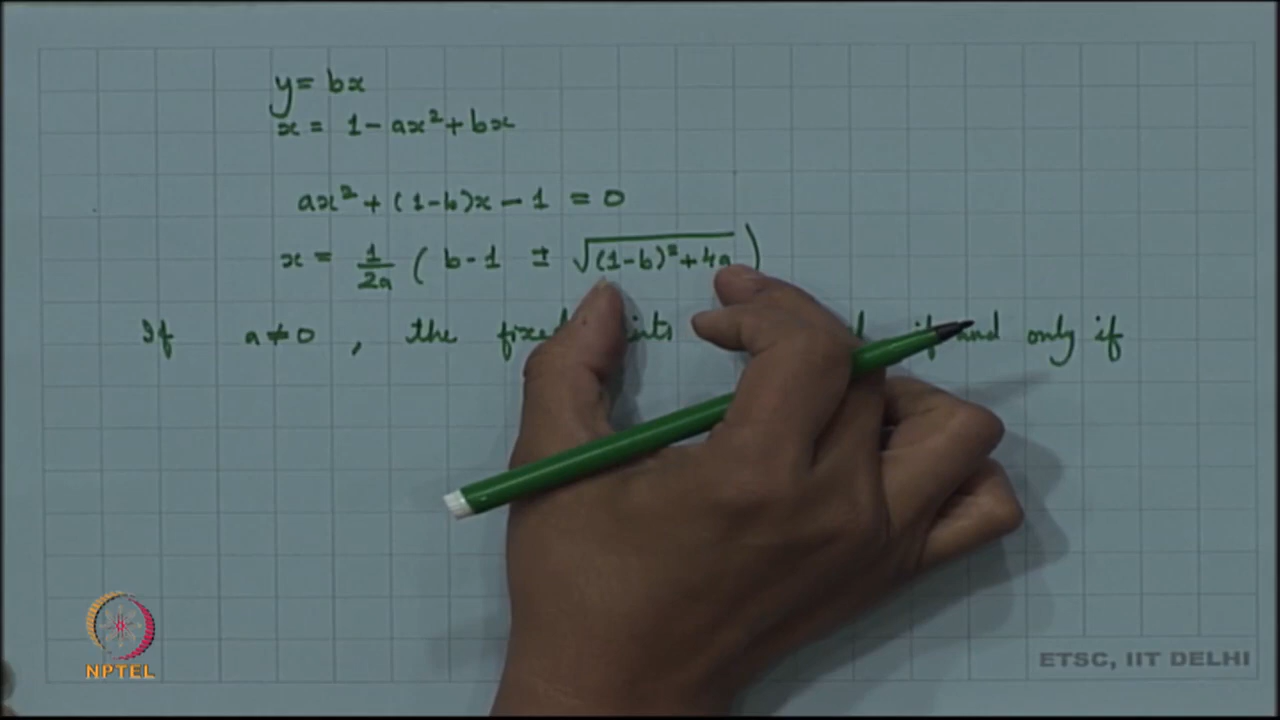 y = bx
x = 1 - ax² + bx
ax² + (1-b)x - 1 = 0
x = 1/2a ( b - 1 ± √(1-b)² + 4a )
If a ≠ 0 , the if and only if
NPTEL
ETSC, IIT DELHI